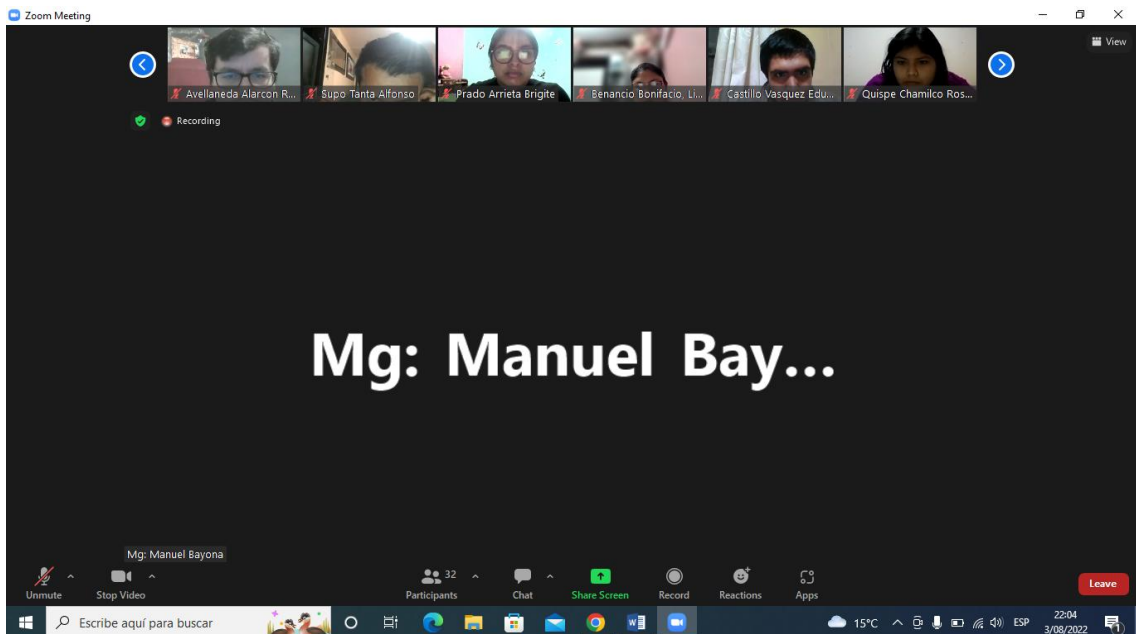 Zoom Meeting
View
Avellaneda Alarcon R...
Supo Tanta Alfonso
Prado Arrieta Brigite
Benancio Bonifacio, Li...
Castillo Vasquez Edu...
Quispe Chamilco Ros...
Recording
Mg: Manuel Bay...
Mg: Manuel Bayona
32
Unmute
Stop Video
Participants
Chat
Share Screen
Record
Reactions
Apps
Leave
Escribe aquí para buscar
15°C
ESP
22:04
3/08/2022
1